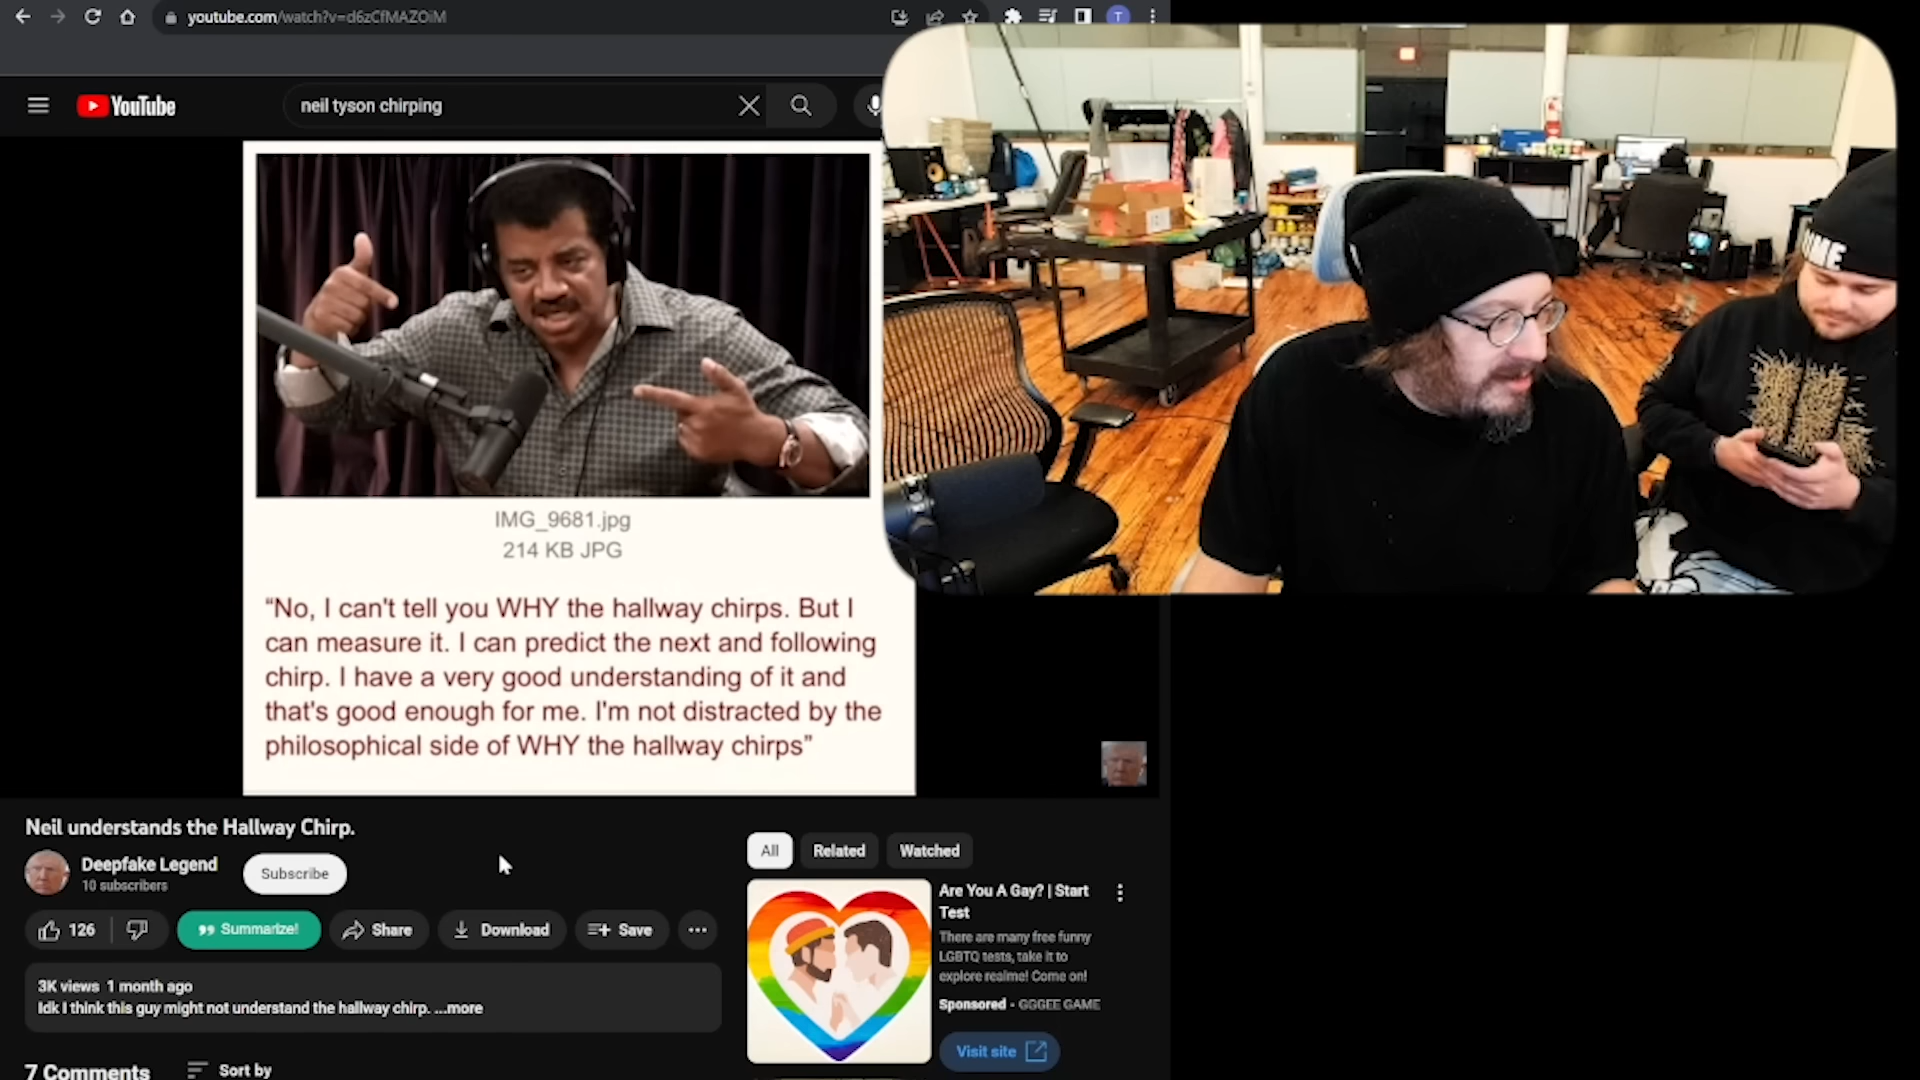 youtube.com/watch?v=d6zCfMAZOiM
T
YouTube
neil tyson chirping
IMG_9681.jpg
214 KB JPG
“No, I can't tell you WHY the hallway chirps. But I
can measure it. I can predict the next and following
chirp. I have a very good understanding of it and
that's good enough for me. I'm not distracted by the
philosophical side of WHY the hallway chirps”
Neil understands the Hallway Chirp.
Deepfake Legend
10 subscribers
Subscribe
126
Summarize!
Share
Download
Save
3K views 1 month ago
Idk I think this guy might not understand the hallway chirp. ...more
7 Comments
Sort by
All
Related
Watched
Are You A Gay? | Start
Test
There are many free funny
LGBTQ tests, take it to
explore realme! Come on!
Sponsored - GGGEE GAME
Visit site